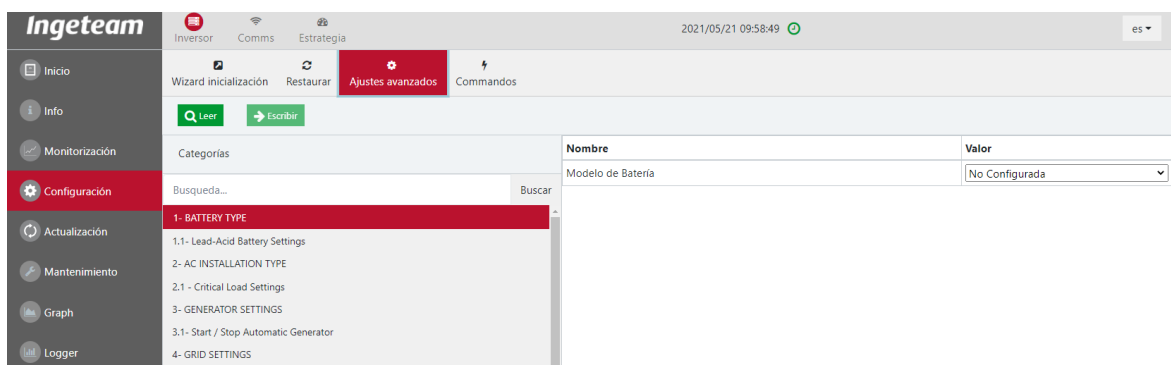 Ingeteam
Inversor Comms Estrategia
2021/05/21 09:58:49
es
Inicio
Info
Monitorización
Configuración
Actualización
Mantenimiento
Graph
Logger
Wizard inicialización Restaurar Ajustes avanzados Commandos
Leer Escribir
Categorías
Busqueda... Buscar
1- BATTERY TYPE
1.1- Lead-Acid Battery Settings
2- AC INSTALLATION TYPE
2.1 - Critical Load Settings
3- GENERATOR SETTINGS
3.1- Start / Stop Automatic Generator
4- GRID SETTINGS
Nombre Valor
Modelo de Batería No Configurada